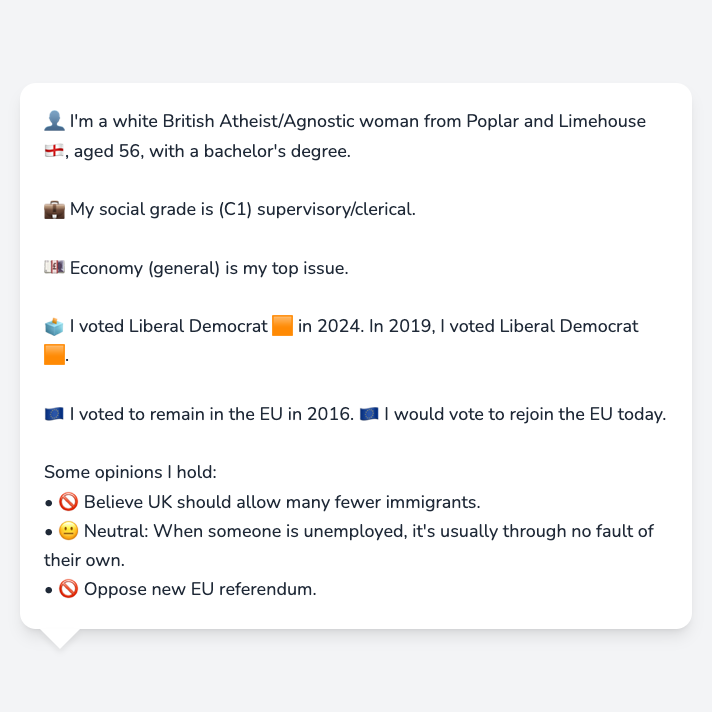 👤 I'm a white British Atheist/Agnostic woman from Poplar and Limehouse
🏴󠁧󠁢󠁥󠁮󠁧󠁿, aged 56, with a bachelor's degree.
💼 My social grade is (C1) supervisory/clerical.
💷 Economy (general) is my top issue.
🗳️ I voted Liberal Democrat 🟧 in 2024. In 2019, I voted Liberal Democrat
🟧.
🇪🇺 I voted to remain in the EU in 2016. 🇪🇺 I would vote to rejoin the EU today.
Some opinions I hold:
• 🚫 Believe UK should allow many fewer immigrants.
• 😐 Neutral: When someone is unemployed, it's usually through no fault of
their own.
• 🚫 Oppose new EU referendum.